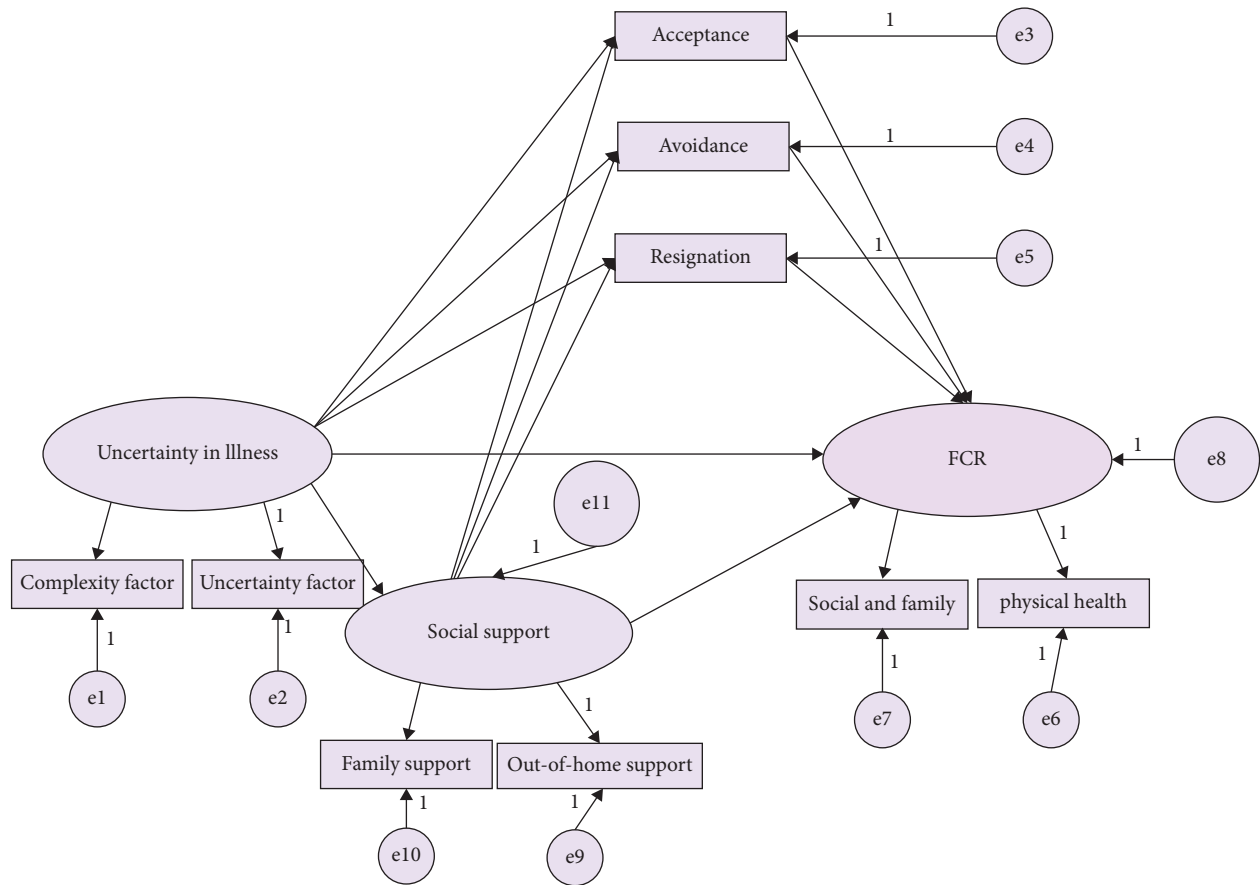 Acceptance
1
e3
Avoidance
1
e4
Resignation
1
e5
Uncertainty in lllness
FCR
1
e8
e11
1
1
Complexity factor
Uncertainty factor
1
Social and family
physical health
Social support
1
1
1
1
e1
e2
1
e7
e6
Family support
Out-of-home support
1
1
e10
e9